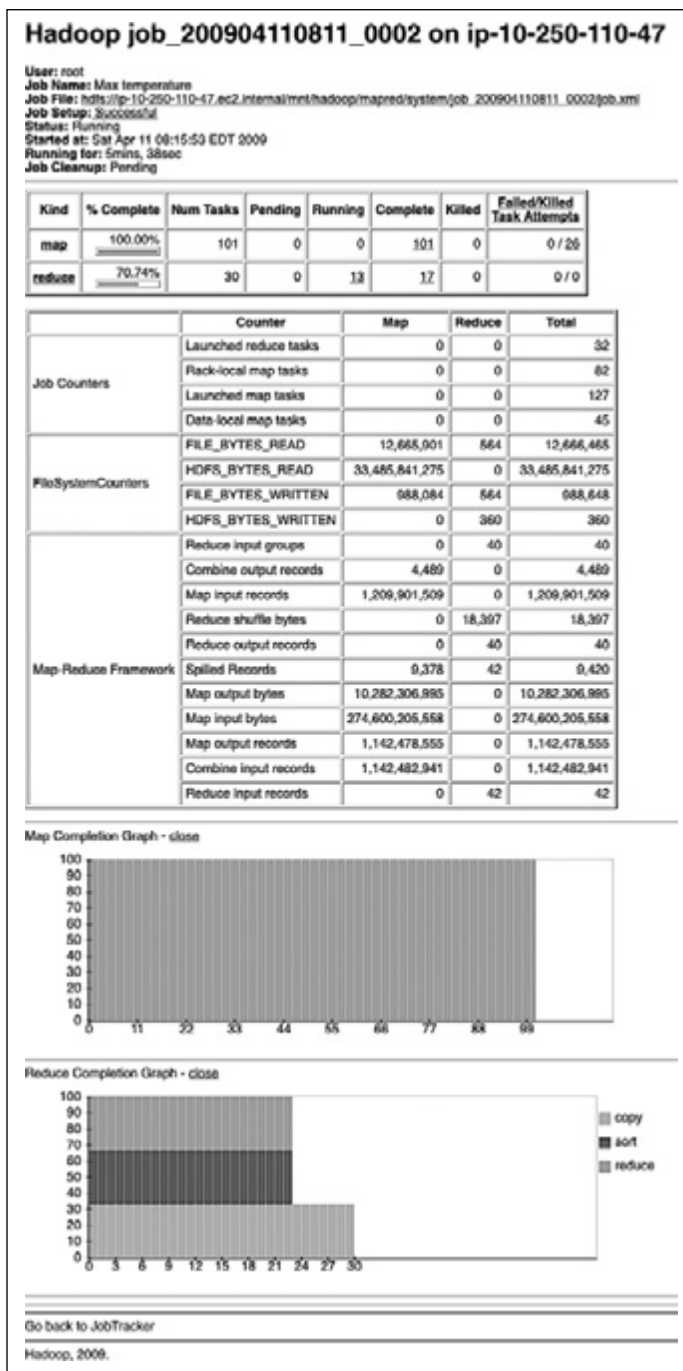 Hadoop job_200904110811_0002 on ip-10-250-110-47
User: root
Job Name: Max temperature
Job File: hdfs://ip-10-250-110-47.ec2.internal/mnt/hadoop/mapred/system/job_200904110811_0002/job.xml
Job Setup: Successful
Status: Running
Started at: Sat Apr 11 08:15:53 EDT 2009
Running for: 5mins, 38sec
Job Cleanup: Pending
Kind % Complete Num Tasks Pending Running Complete Killed Failed/Killed Task Attempts
map 100.00% 101 0 0 101 0 0 / 26
reduce 70.74% 30 0 13 17 0 0 / 0
Counter Map Reduce Total
Job Counters
Launched reduce tasks 0 0 32
Rack-local map tasks 0 0 82
Launched map tasks 0 0 127
Data-local map tasks 0 0 45
FileSystemCounters
FILE_BYTES_READ 12,665,901 564 12,666,465
HDFS_BYTES_READ 33,485,841,275 0 33,485,841,275
FILE_BYTES_WRITTEN 988,084 564 988,648
HDFS_BYTES_WRITTEN 0 360 360
Map-Reduce Framework
Reduce input groups 0 40 40
Combine output records 4,489 0 4,489
Map input records 1,209,901,509 0 1,209,901,509
Reduce shuffle bytes 0 18,397 18,397
Reduce output records 0 40 40
Spilled Records 9,378 42 9,420
Map output bytes 10,282,306,995 0 10,282,306,995
Map input bytes 274,600,205,558 0 274,600,205,558
Map output records 1,142,478,555 0 1,142,478,555
Combine input records 1,142,482,941 0 1,142,482,941
Reduce input records 0 42 42
Map Completion Graph - close
100
90
80
70
60
50
40
30
20
10
0
0 11 22 33 44 55 66 77 88 99
Reduce Completion Graph - close
100
90
80
70
60
50
40
30
20
10
0
copy
sort
reduce
0 3 6 9 12 15 18 21 24 27 30
Go back to JobTracker
Hadoop, 2009.